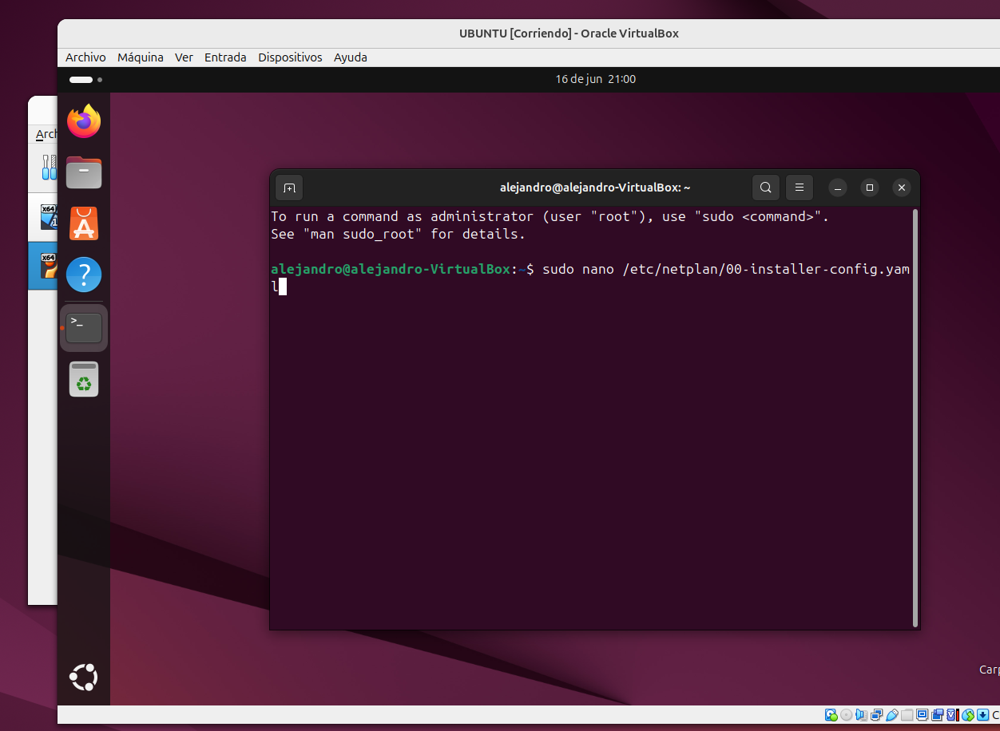 UBUNTU [Corriendo] - Oracle VirtualBox
Archivo Máquina Ver Entrada Dispositivos Ayuda
16 de jun 21:00
Arch
x64
x64
alejandro@alejandro-VirtualBox: ~
To run a command as administrator (user "root"), use "sudo <command>".
See "man sudo_root" for details.
alejandro@alejandro-VirtualBox:~$ sudo nano /etc/netplan/00-installer-config.yam
l
>_
Carp
C